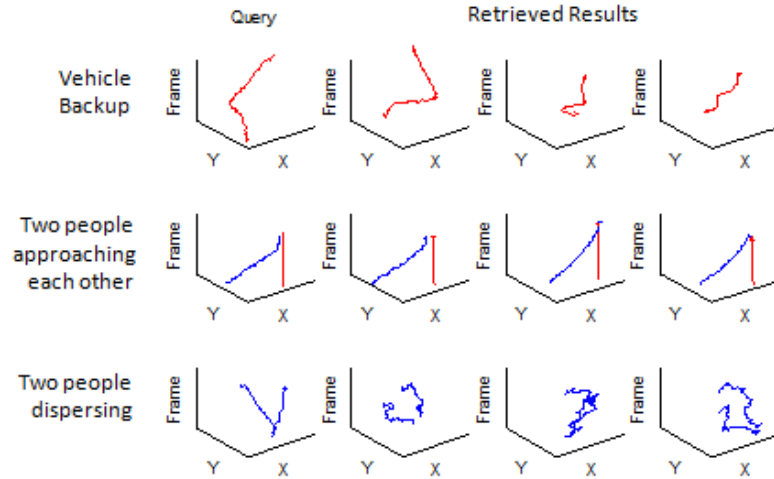 Query
Retrieved Results
Vehicle
Backup
Frame
Y
X
Frame
Y
X
Frame
Y
X
Frame
Y
X
Two people
approaching
each other
Frame
Y
X
Frame
Y
X
Frame
Y
X
Frame
Y
X
Two people
dispersing
Frame
Y
X
Frame
Y
X
Frame
Y
X
Frame
Y
X